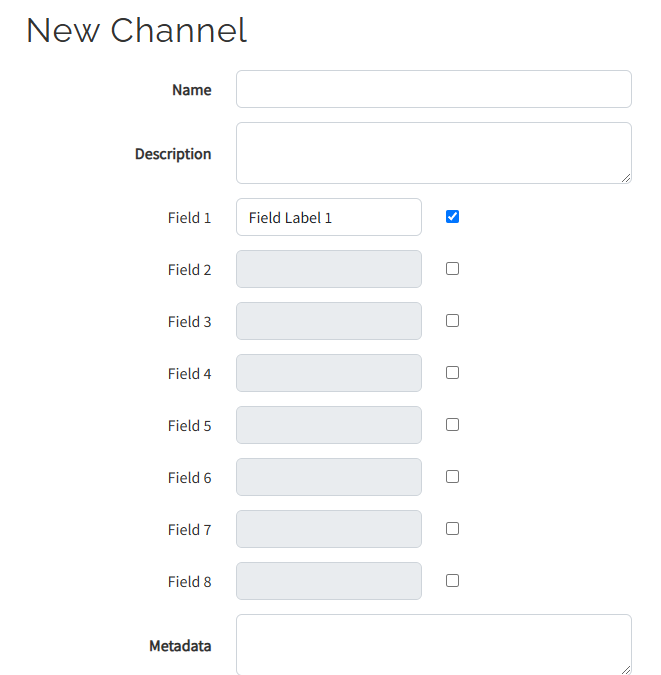 New Channel
Name
Description
Field 1 Field Label 1
Field 2
Field 3
Field 4
Field 5
Field 6
Field 7
Field 8
Metadata